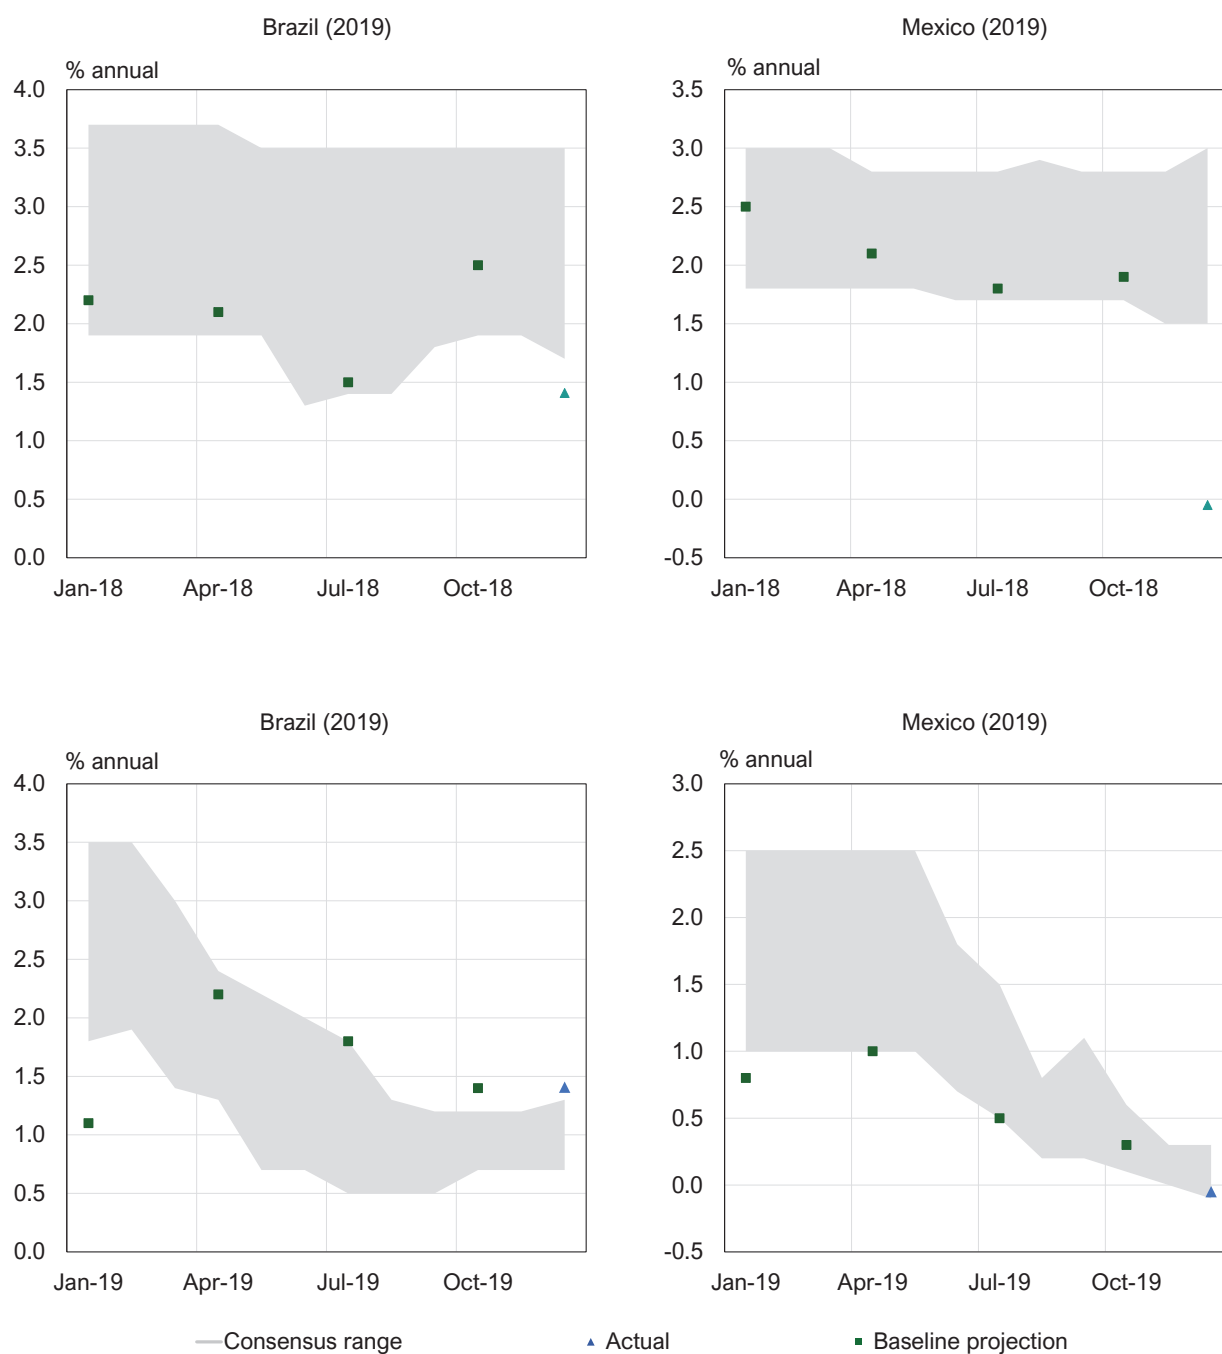 Brazil (2019)
% annual
4.0
3.5
3.0
2.5
2.0
1.5
1.0
0.5
0.0
Jan-18 Apr-18 Jul-18 Oct-18
Mexico (2019)
% annual
3.5
3.0
2.5
2.0
1.5
1.0
0.5
0.0
-0.5
Jan-18 Apr-18 Jul-18 Oct-18
Brazil (2019)
% annual
4.0
3.5
3.0
2.5
2.0
1.5
1.0
0.5
0.0
Jan-19 Apr-19 Jul-19 Oct-19
Mexico (2019)
% annual
3.0
2.5
2.0
1.5
1.0
0.5
0.0
-0.5
Jan-19 Apr-19 Jul-19 Oct-19
Consensus range Actual Baseline projection